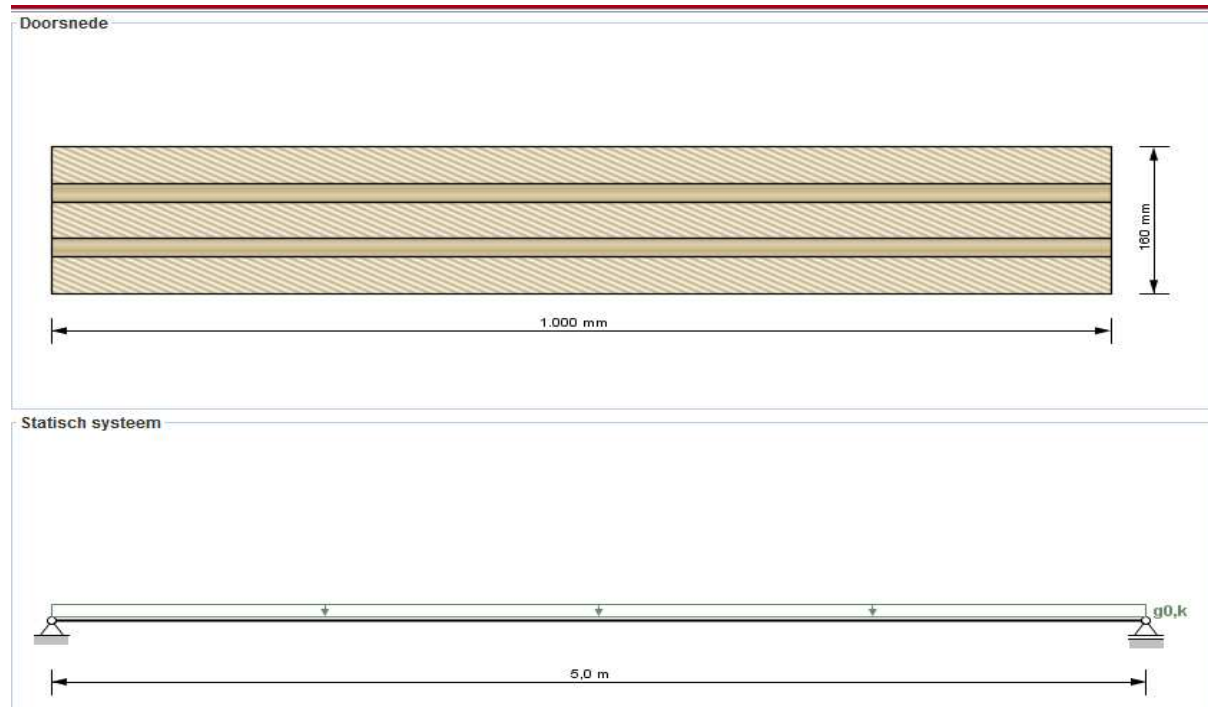 Doorsnede
160 mm
1.000 mm
Statisch systeem
g0,k
5,0 m